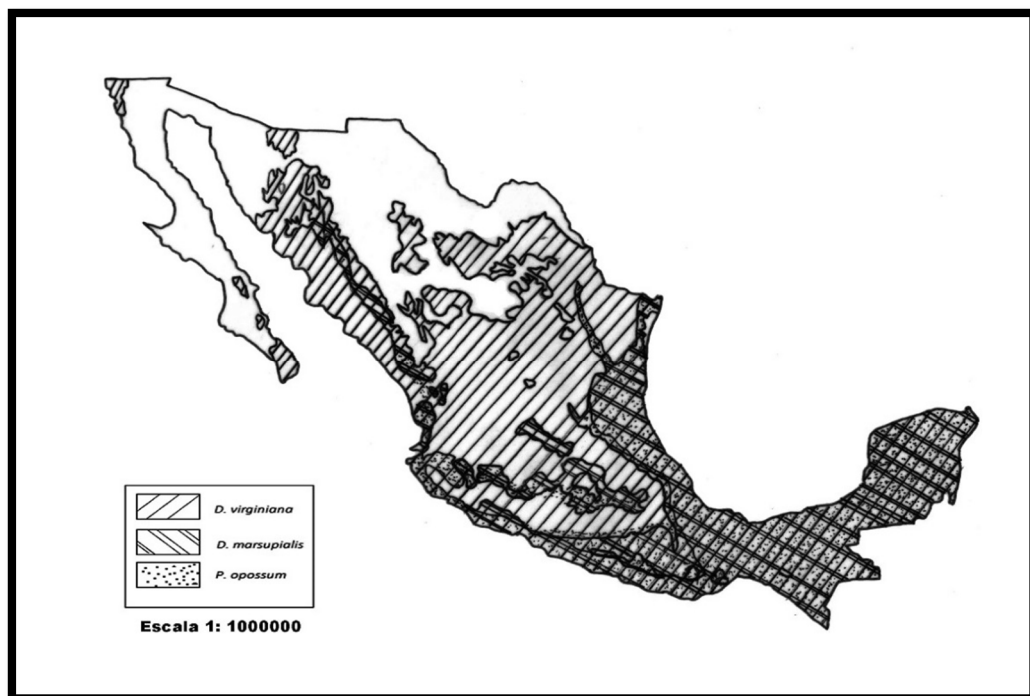 D. virginiana
D. marsupialis
P. opossum
Escala 1: 1000000